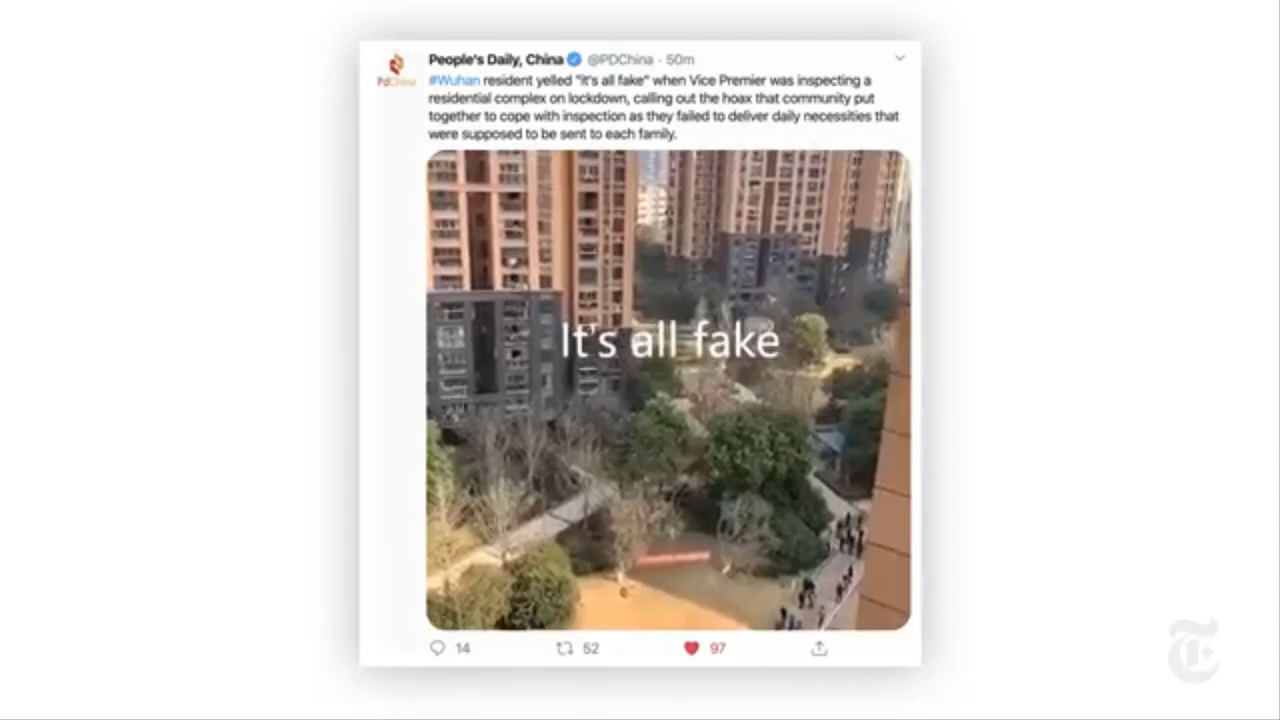 People's Daily, China @PDChina · 50m
PdChina
#Wuhan resident yelled "it's all fake" when Vice Premier was inspecting a
residential complex on lockdown, calling out the hoax that community put
together to cope with inspection as they failed to deliver daily necessities that
were supposed to be sent to each family.
It's all fake
14 52 97
T